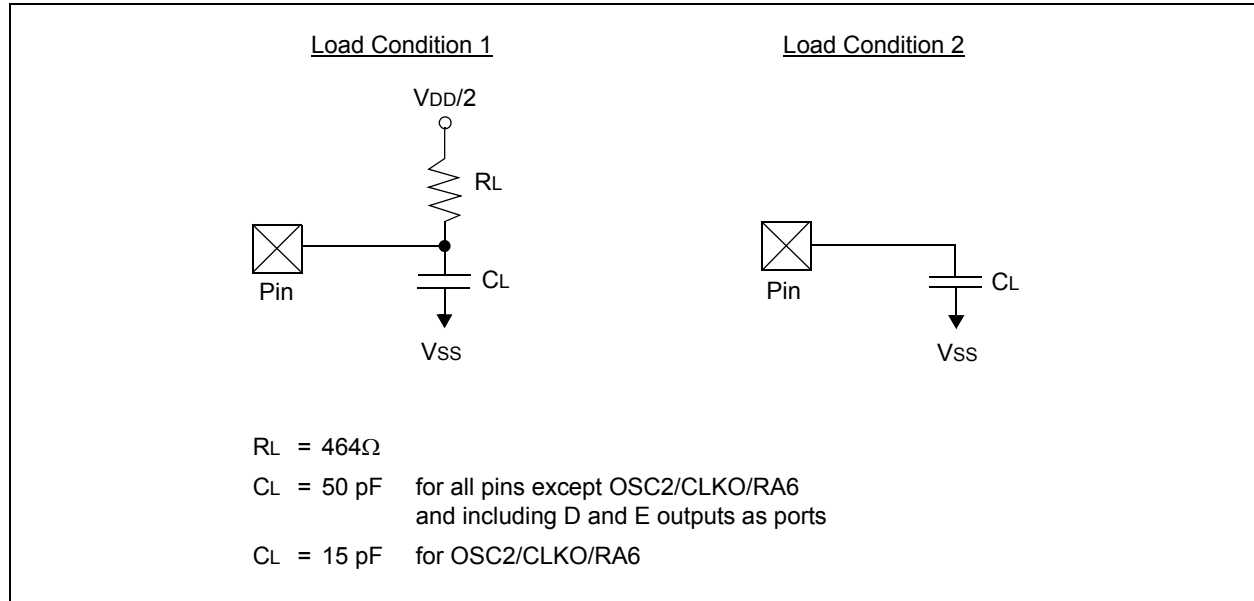 Load Condition 1
Load Condition 2
VDD/2
RL
Pin
CL
VSS
Pin
CL
VSS
RL = 464Ω
CL = 50 pF for all pins except OSC2/CLKO/RA6
and including D and E outputs as ports
CL = 15 pF for OSC2/CLKO/RA6